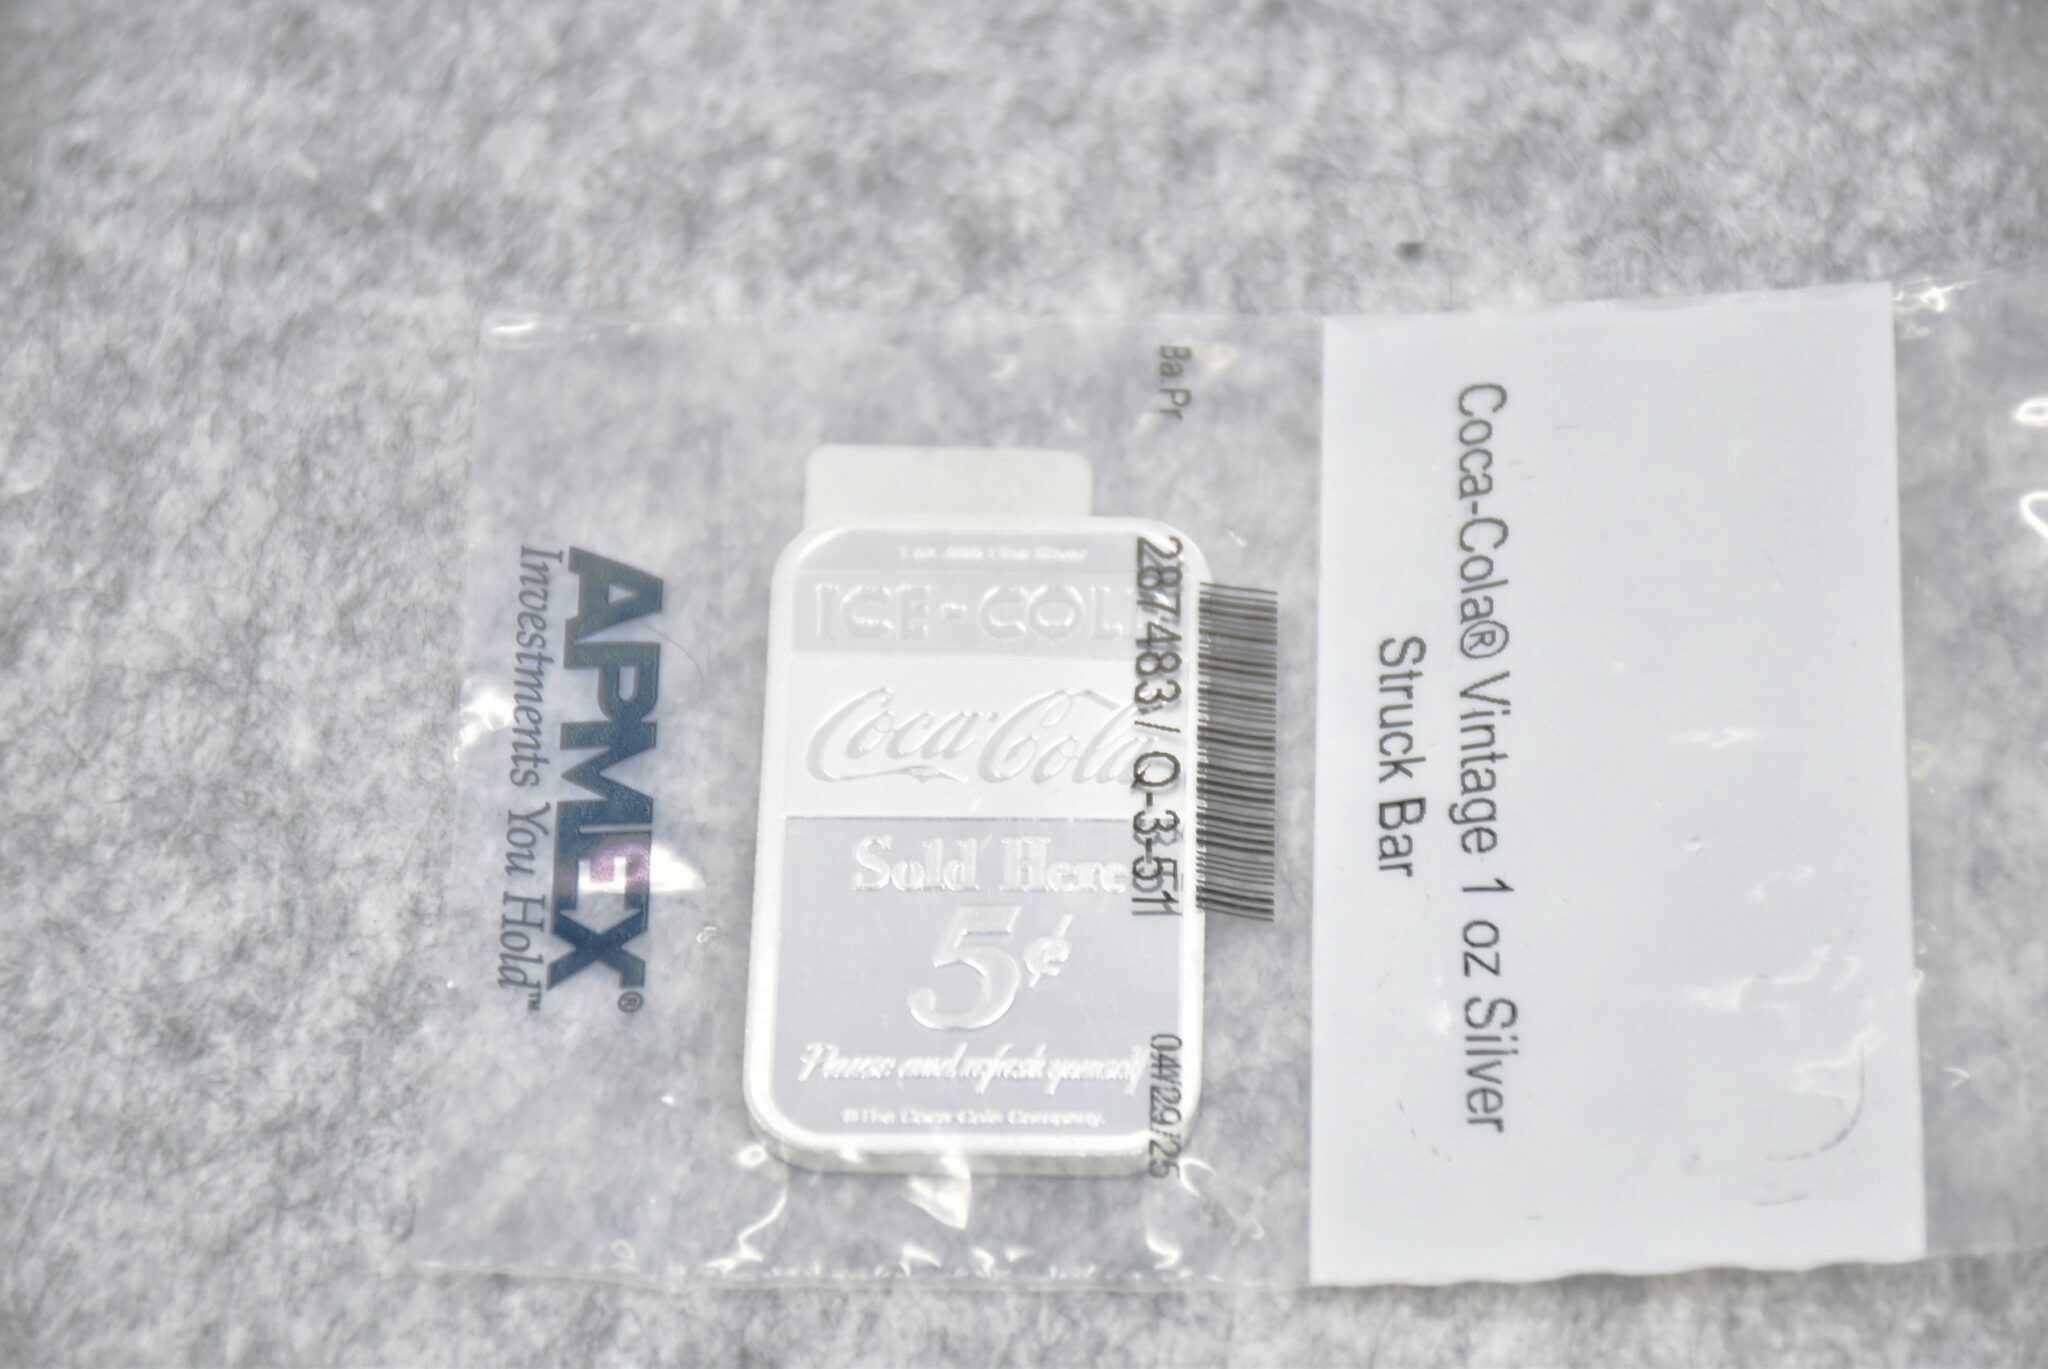 APMEX®
Investments You Hold™
1 oz .999 Fine Silver
ICE-COLD
Coca-Cola
Sold Here
5¢
Pause and refresh yourself
©The Coca-Cola Company.
Ba.Pr
287483 / Q-3-511
04/29/25
Coca-Cola® Vintage 1 oz Silver
Struck Bar